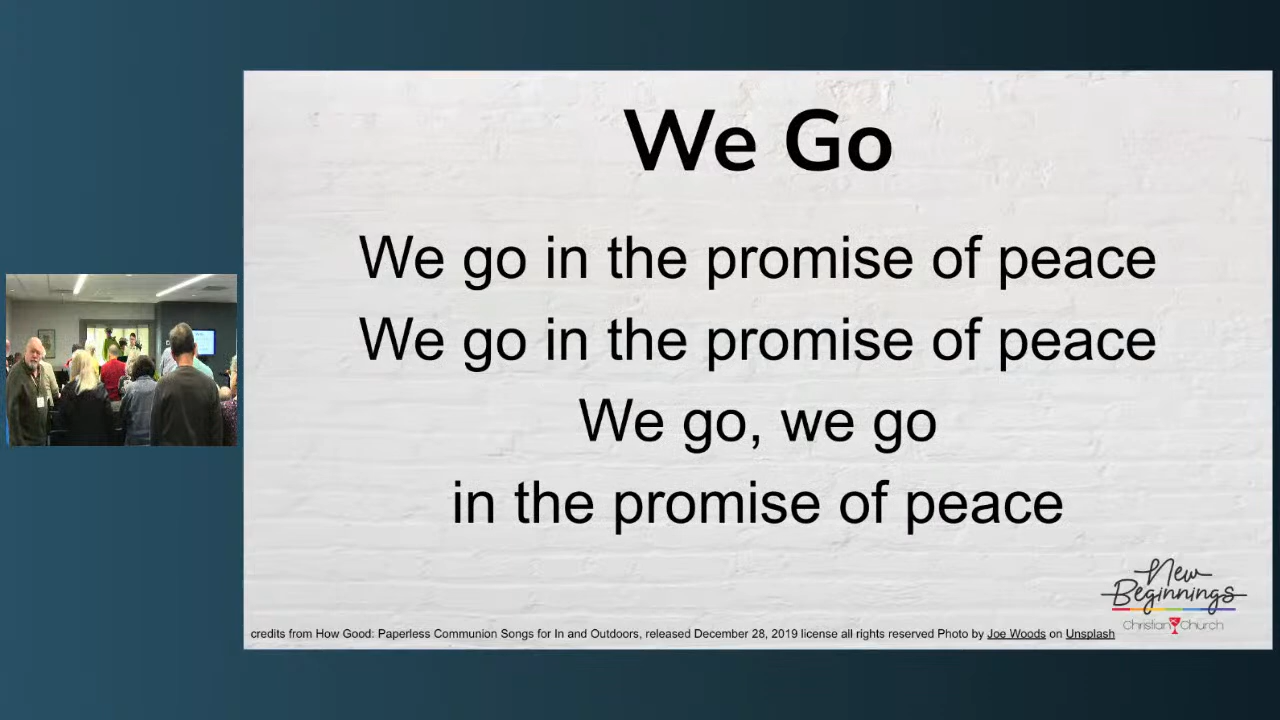 We Go
We go in the promise of peace
We go in the promise of peace
We go, we go
in the promise of peace
New
Beginnings
Christian Church
credits from How Good: Paperless Communion Songs for In and Outdoors, released December 28, 2019 license all rights reserved Photo by Joe Woods on Unsplash